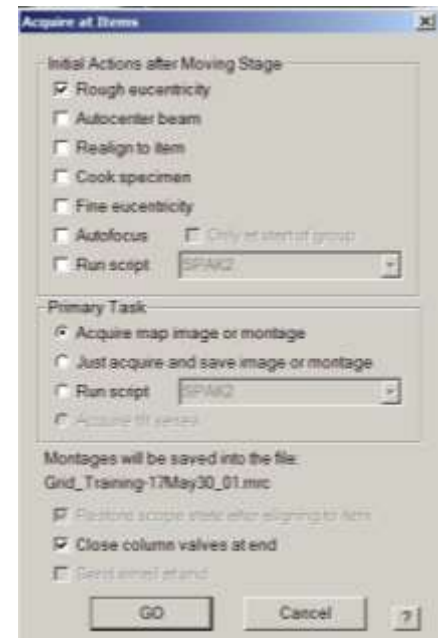 Acquire at Items
Initial Actions after Moving Stage
Rough eucentricity
Autocenter beam
Realign to item
Cook specimen
Fine eucentricity
Autofocus Only at start of group
Run script SPAK2
Primary Task
Acquire map image or montage
Just acquire and save image or montage
Run script SPAK2
Acquire tilt series
Montages will be saved into the file:
Grid_Training-17May30_01.mrc
Restore scope state after aligning to item
Close column valves at end
Send email at end
GO Cancel ?